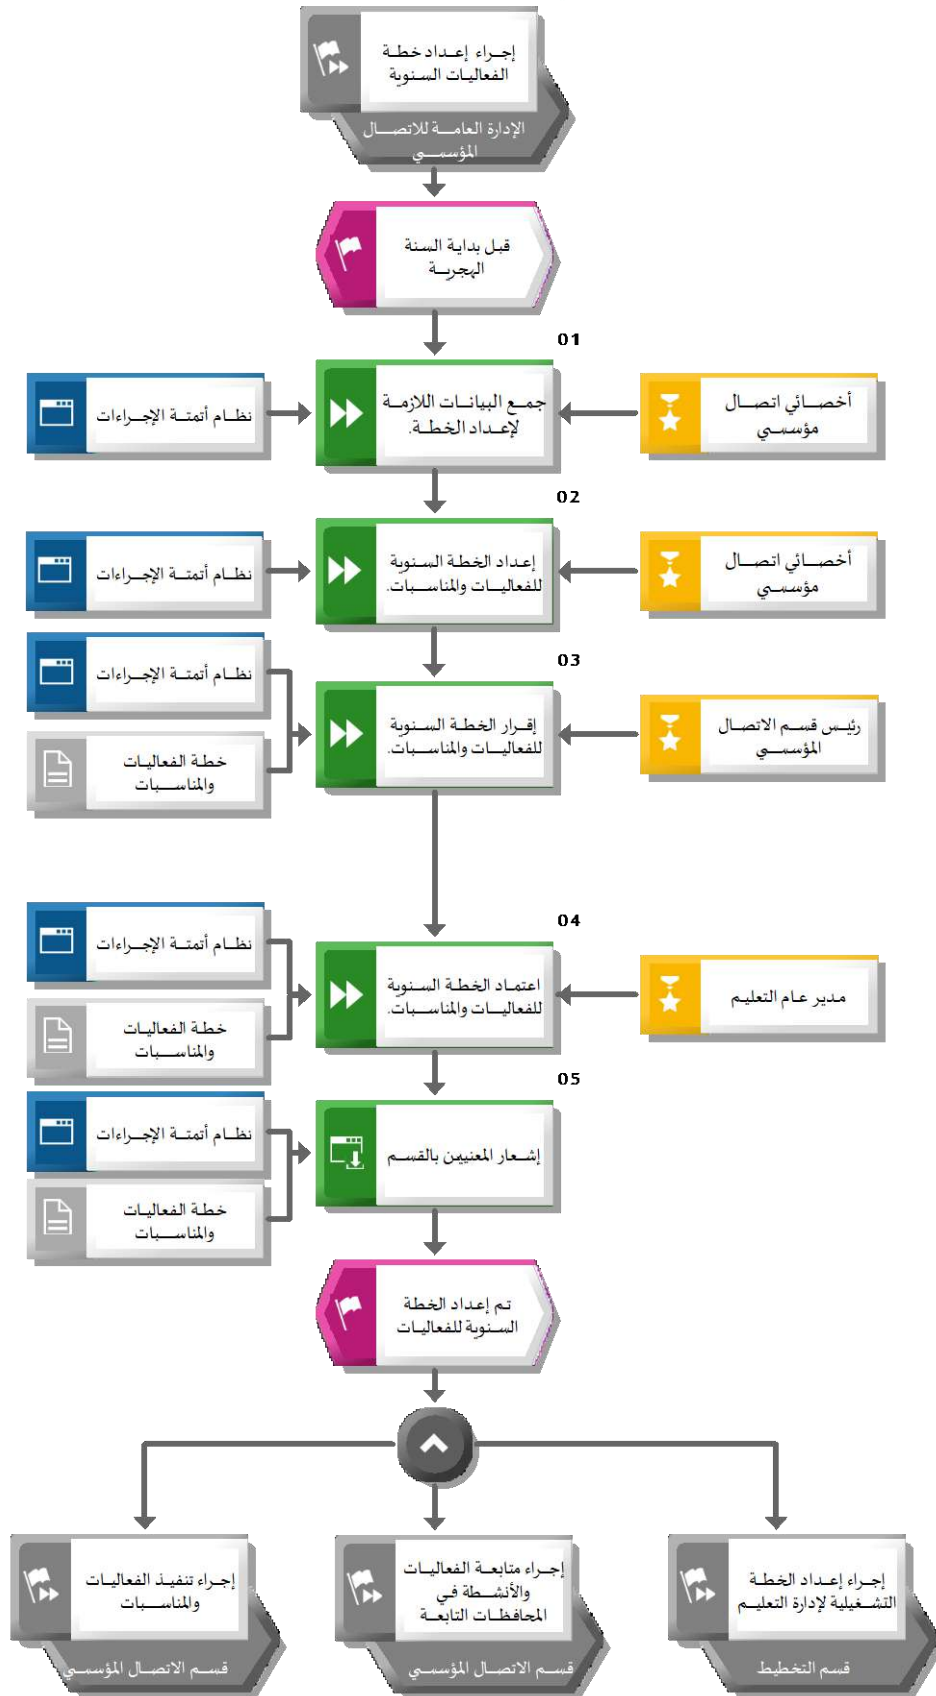 إجراء إعداد خطة
الفعاليات السنوية
الإدارة العامة للاتصال
المؤسسي
قبل بداية السنة
الهجرية
01
أخصائي اتصال
مؤسسي
جمع البيانات اللازمة
لإعداد الخطة.
نظام أتمتة الإجراءات
02
أخصائي اتصال
مؤسسي
إعداد الخطة السنوية
للفعاليات والمناسبات.
نظام أتمتة الإجراءات
03
رئيس قسم الاتصال
المؤسسي
إقرار الخطة السنوية
للفعاليات والمناسبات.
نظام أتمتة الإجراءات
خطة الفعاليات
والمناسبات
04
مدير عام التعليم
اعتماد الخطة السنوية
للفعاليات والمناسبات.
نظام أتمتة الإجراءات
خطة الفعاليات
والمناسبات
05
إشعار المعنيين بالقسم
نظام أتمتة الإجراءات
خطة الفعاليات
والمناسبات
تم إعداد الخطة
السنوية للفعاليات
إجراء إعداد الخطة
التشغيلية لإدارة التعليم
قسم التخطيط
إجراء متابعة الفعاليات
والأنشطة في
المحافظات التابعة
قسم الاتصال المؤسسي
إجراء تنفيذ الفعاليات
والمناسبات
قسم الاتصال المؤسسي